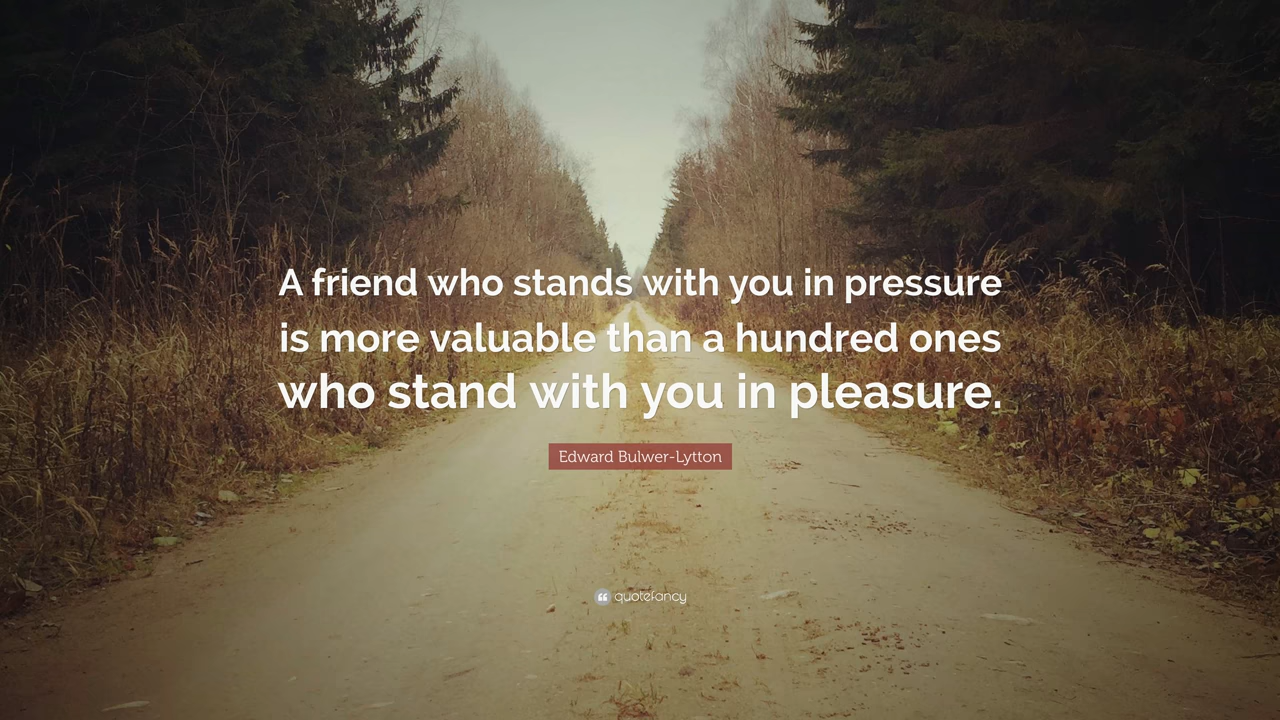 A friend who stands with you in pressure
is more valuable than a hundred ones
who stand with you in pleasure.
Edward Bulwer-Lytton
quotefancy